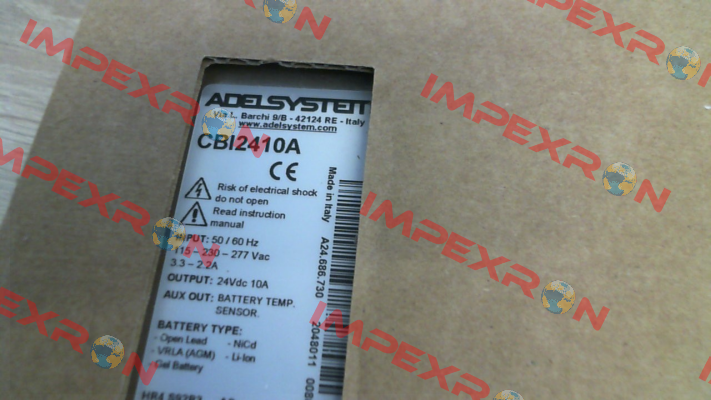 ADELSYSTEM
Via L. Barchi 9/B - 42124 RE - Italy
www.adelsystem.com
CBI2410A
CE
Risk of electrical shock
do not open
Read instruction
manual
INPUT: 50 / 60 Hz
115 – 230 – 277 Vac
3.3 – 2.2A
OUTPUT: 24Vdc 10A
AUX OUT: BATTERY TEMP.
SENSOR.
BATTERY TYPE:
- Open Lead - NiCd
- VRLA (AGM) - Li-Ion
- Gel Battery
Made in Italy
A24.686.730
2048011
IMPEXRON
IMPEXRON
IMPEXRON
IMPEXRON
IMPEXRON
IMPEXRON